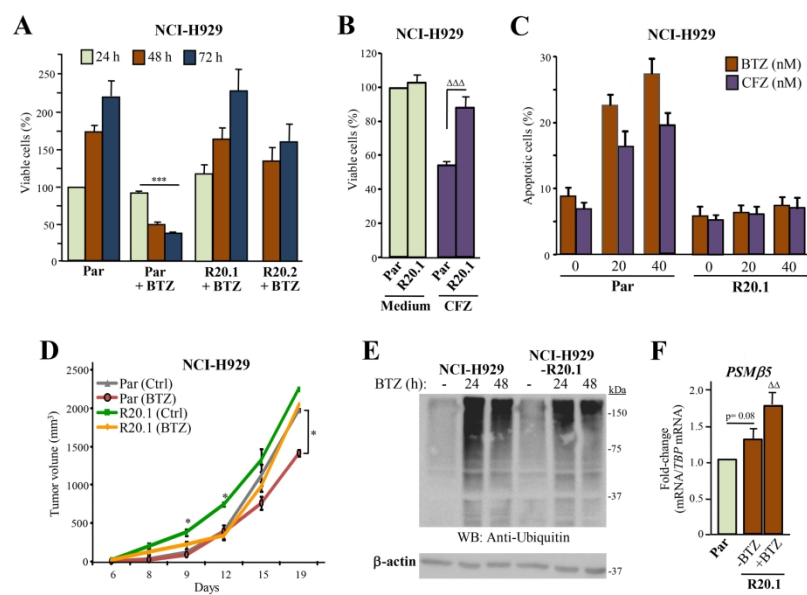 A
NCI-H929
24 h 48 h 72 h
Viable cells (%)
250
200
150
100
50
0
***
Par
Par + BTZ
R20.1 + BTZ
R20.2 + BTZ
B
NCI-H929
Viable cells (%)
120
100
80
60
40
20
0
ΔΔΔ
Par R20.1 Par R20.1
Medium CFZ
C
NCI-H929
BTZ (nM)
CFZ (nM)
Apoptotic cells (%)
30
20
10
0
0 20 40 0 20 40
Par R20.1
D
NCI-H929
Par (Ctrl)
Par (BTZ)
R20.1 (Ctrl)
R20.1 (BTZ)
Tumor volume (mm³)
2000
1500
1000
500
0
* * *
6 8 9 12 15 19
Days
E
NCI-H929 NCI-H929 -R20.1
BTZ (h): - 24 48 - 24 48
kDa
-150
-75
-37
WB: Anti-Ubiquitin
β-actin
-37
F
PSMβ5
Fold-change
(mRNA/TBP mRNA)
2.0
1.5
1.0
0.5
0
p= 0.08
ΔΔ
Par -BTZ +BTZ
R20.1